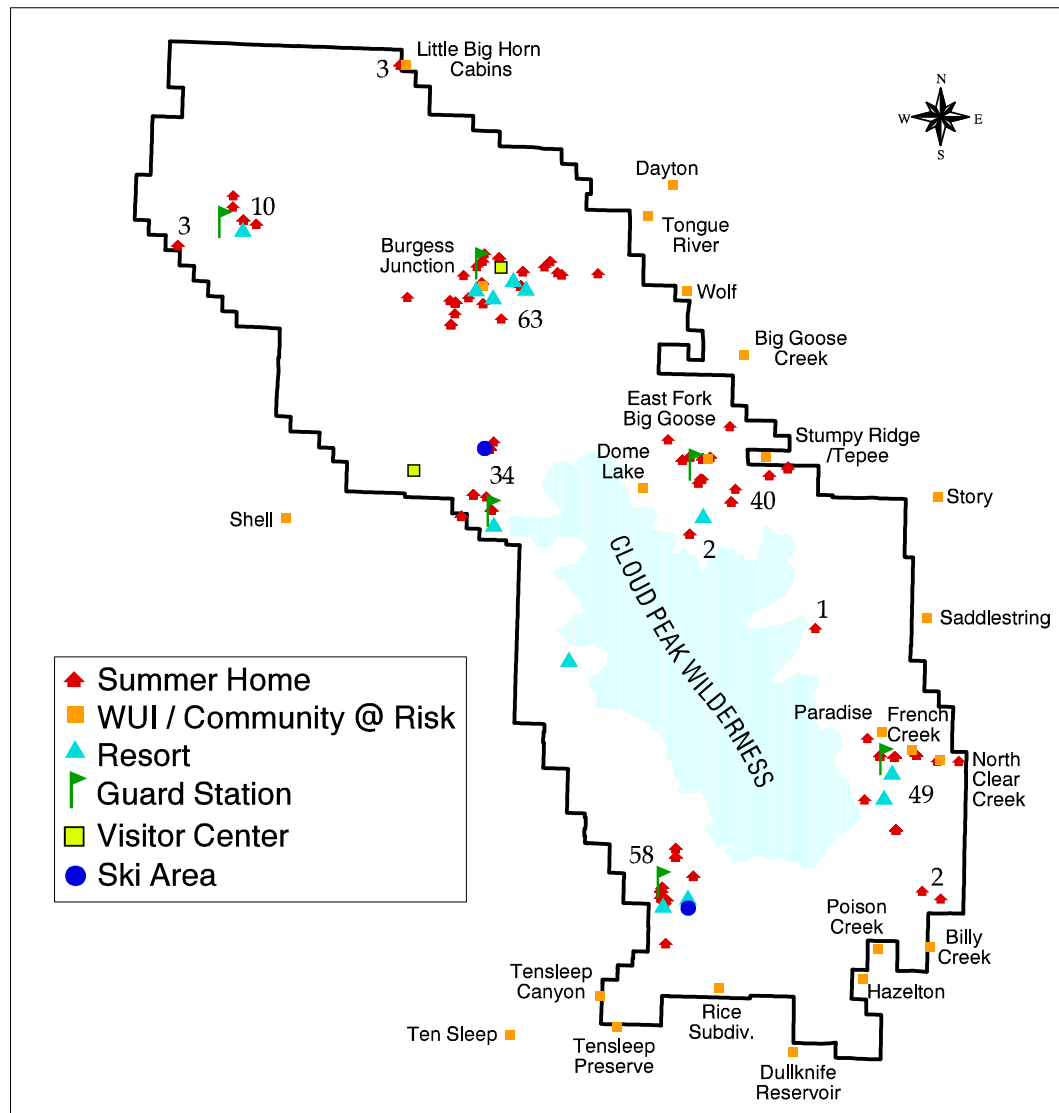 Little Big Horn
Cabins
3
N
W
E
S
Dayton
10
3
Tongue
River
Burgess
Junction
Wolf
63
Big Goose
Creek
East Fork
Big Goose
Stumpy Ridge
/Tepee
Dome
Lake
34
40
Story
Shell
2
CLOUD PEAK WILDERNESS
1
Saddlestring
Summer Home
WUI / Community @ Risk
Resort
Guard Station
Visitor Center
Ski Area
Paradise
French
Creek
North
Clear
Creek
49
58
2
Poison
Creek
Billy
Creek
Tensleep
Canyon
Hazelton
Rice
Subdiv.
Ten Sleep
Tensleep
Preserve
Dullknife
Reservoir